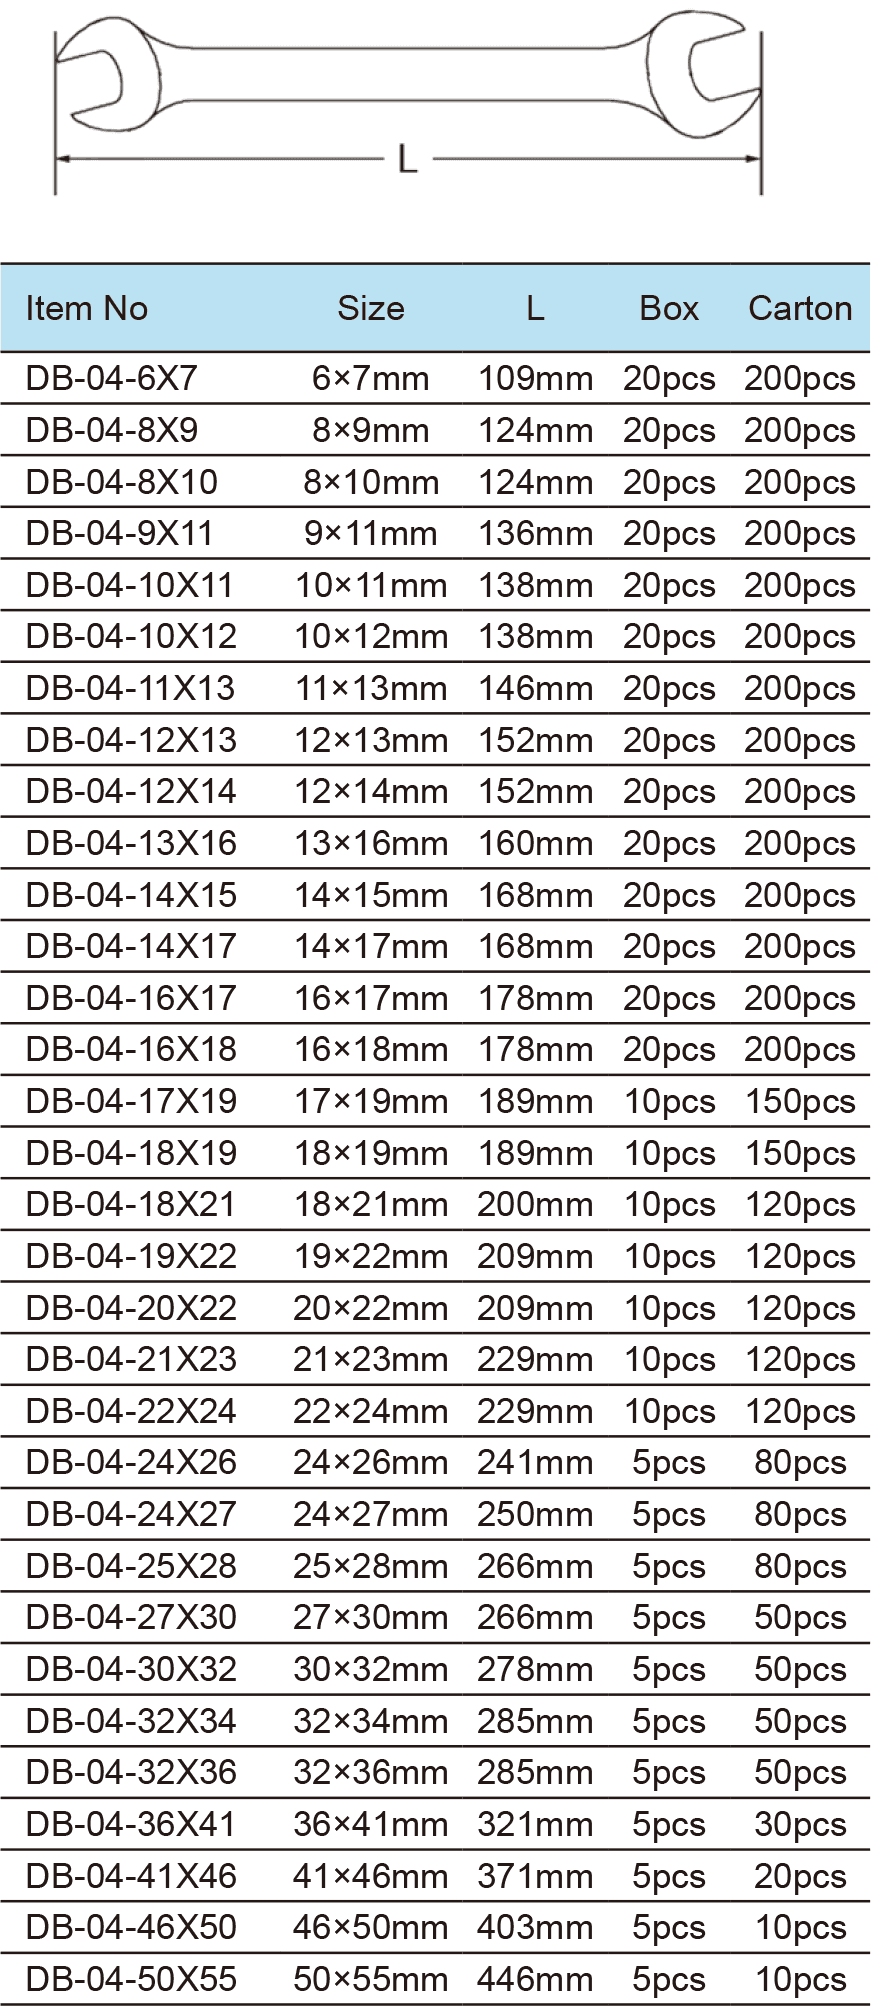 L
Item No Size L Box Carton
DB-04-6X7 6×7mm 109mm 20pcs 200pcs
DB-04-8X9 8×9mm 124mm 20pcs 200pcs
DB-04-8X10 8×10mm 124mm 20pcs 200pcs
DB-04-9X11 9×11mm 136mm 20pcs 200pcs
DB-04-10X11 10×11mm 138mm 20pcs 200pcs
DB-04-10X12 10×12mm 138mm 20pcs 200pcs
DB-04-11X13 11×13mm 146mm 20pcs 200pcs
DB-04-12X13 12×13mm 152mm 20pcs 200pcs
DB-04-12X14 12×14mm 152mm 20pcs 200pcs
DB-04-13X16 13×16mm 160mm 20pcs 200pcs
DB-04-14X15 14×15mm 168mm 20pcs 200pcs
DB-04-14X17 14×17mm 168mm 20pcs 200pcs
DB-04-16X17 16×17mm 178mm 20pcs 200pcs
DB-04-16X18 16×18mm 178mm 20pcs 200pcs
DB-04-17X19 17×19mm 189mm 10pcs 150pcs
DB-04-18X19 18×19mm 189mm 10pcs 150pcs
DB-04-18X21 18×21mm 200mm 10pcs 120pcs
DB-04-19X22 19×22mm 209mm 10pcs 120pcs
DB-04-20X22 20×22mm 209mm 10pcs 120pcs
DB-04-21X23 21×23mm 229mm 10pcs 120pcs
DB-04-22X24 22×24mm 229mm 10pcs 120pcs
DB-04-24X26 24×26mm 241mm 5pcs 80pcs
DB-04-24X27 24×27mm 250mm 5pcs 80pcs
DB-04-25X28 25×28mm 266mm 5pcs 80pcs
DB-04-27X30 27×30mm 266mm 5pcs 50pcs
DB-04-30X32 30×32mm 278mm 5pcs 50pcs
DB-04-32X34 32×34mm 285mm 5pcs 50pcs
DB-04-32X36 32×36mm 285mm 5pcs 50pcs
DB-04-36X41 36×41mm 321mm 5pcs 30pcs
DB-04-41X46 41×46mm 371mm 5pcs 20pcs
DB-04-46X50 46×50mm 403mm 5pcs 10pcs
DB-04-50X55 50×55mm 446mm 5pcs 10pcs